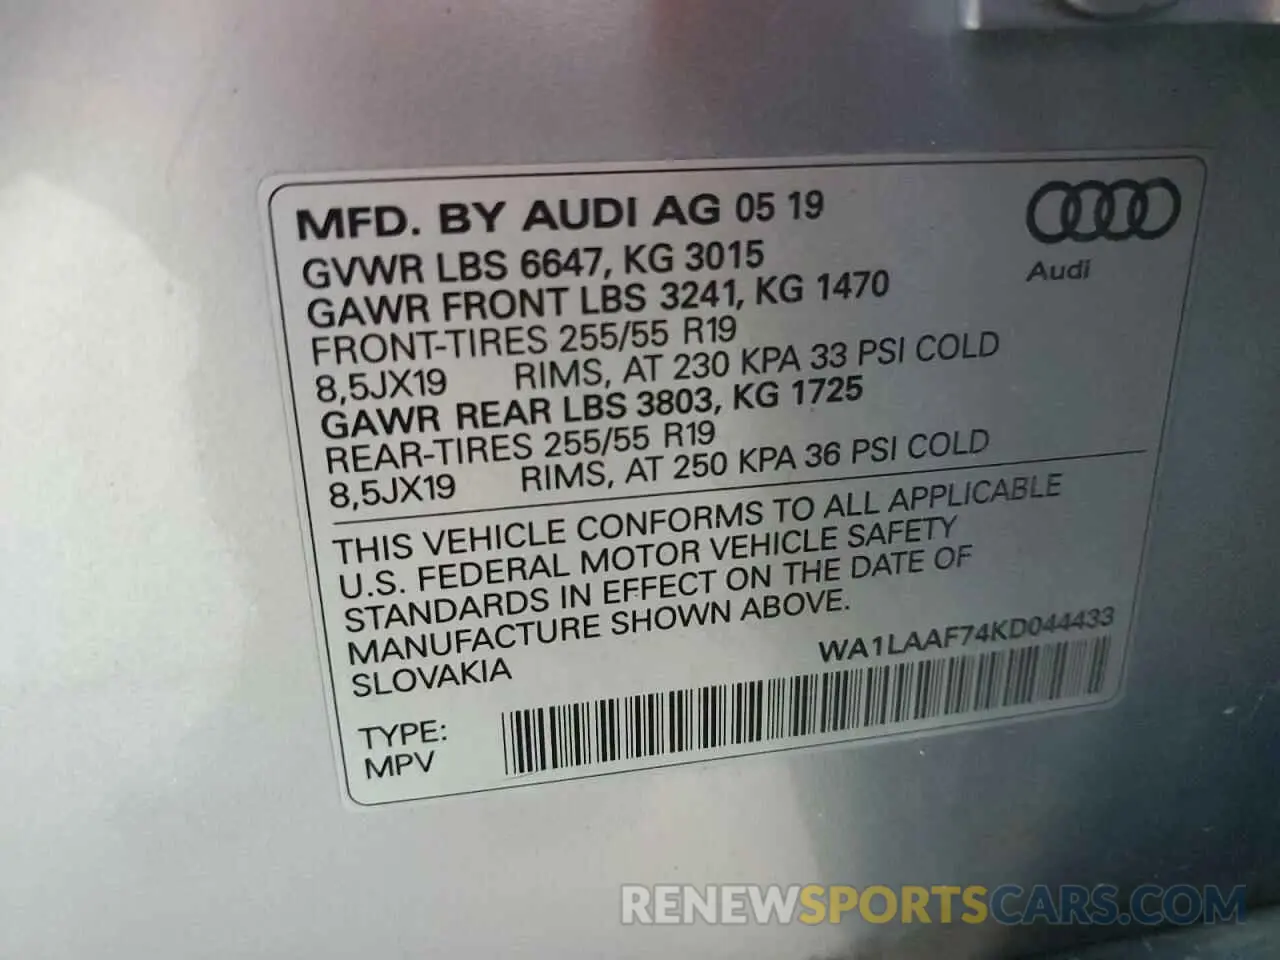 MFD. BY AUDI AG 05 19
GVWR LBS 6647, KG 3015
GAWR FRONT LBS 3241, KG 1470
FRONT-TIRES 255/55 R19
8,5JX19 RIMS, AT 230 KPA 33 PSI COLD
GAWR REAR LBS 3803, KG 1725
REAR-TIRES 255/55 R19
8,5JX19 RIMS, AT 250 KPA 36 PSI COLD
Audi
THIS VEHICLE CONFORMS TO ALL APPLICABLE
U.S. FEDERAL MOTOR VEHICLE SAFETY
STANDARDS IN EFFECT ON THE DATE OF
MANUFACTURE SHOWN ABOVE.
SLOVAKIA
WA1LAAF74KD044433
TYPE:
MPV
RENEWSPORTSCARS.COM